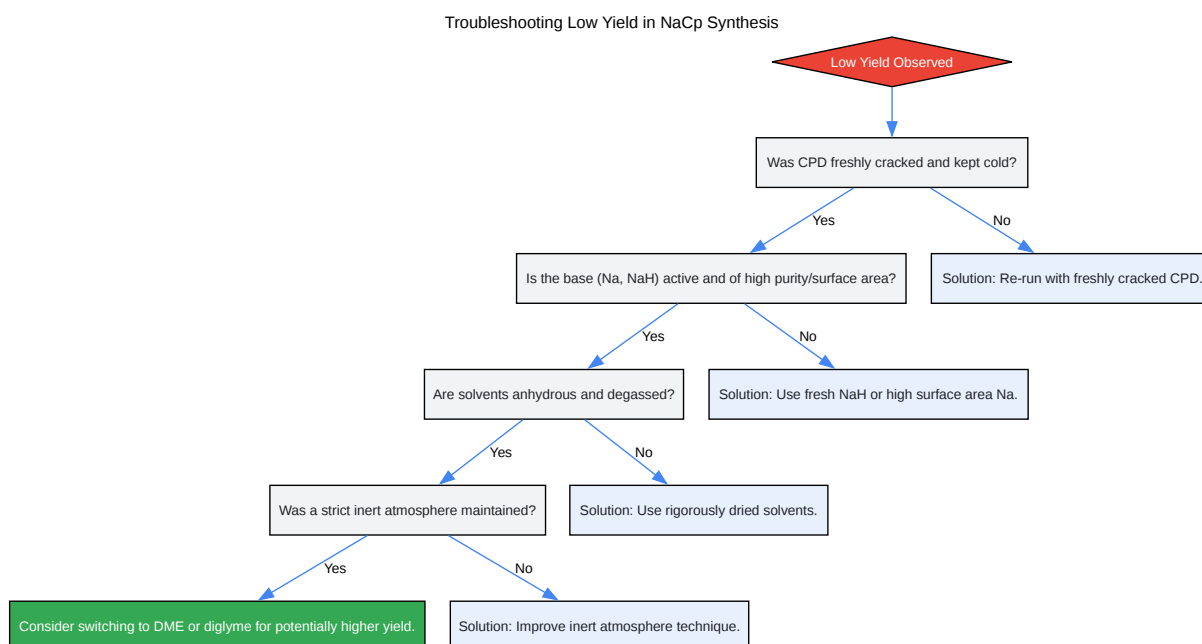 Troubleshooting Low Yield in NaCp Synthesis
Low Yield Observed
Was CPD freshly cracked and kept cold?
Yes
No
Is the base (Na, NaH) active and of high purity/surface area?
Solution: Re-run with freshly cracked CPD.
Yes
No
Are solvents anhydrous and degassed?
Solution: Use fresh NaH or high surface area Na.
Yes
No
Was a strict inert atmosphere maintained?
Solution: Use rigorously dried solvents.
Yes
No
Consider switching to DME or diglyme for potentially higher yield.
Solution: Improve inert atmosphere technique.